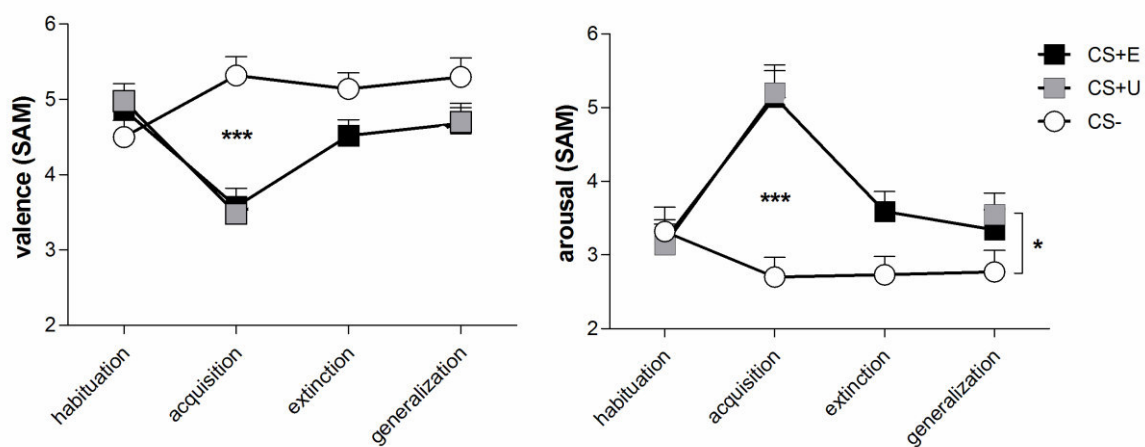 valence (SAM)
6
5
4
3
2
***
habituation
acquisition
extinction
generalization
arousal (SAM)
6
5
4
3
2
***
*
habituation
acquisition
extinction
generalization
CS+E
CS+U
CS-